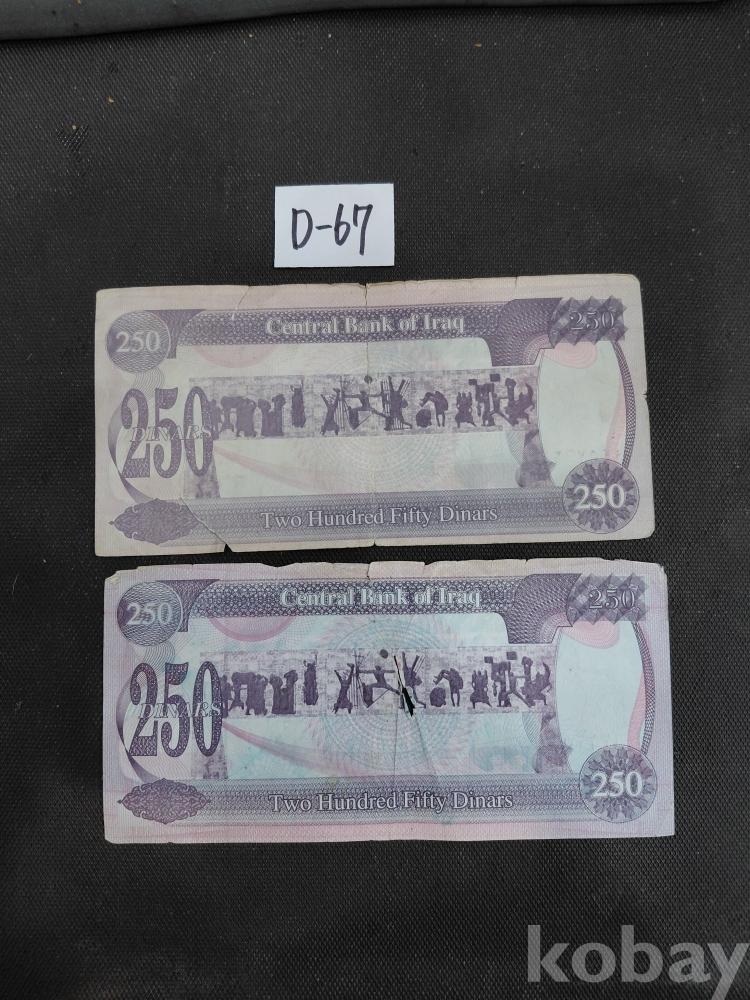 D-67
Central Bank of Iraq
250
250
250
DINARS
Two Hundred Fifty Dinars
250
Central Bank of Iraq
250
250
250
DINARS
Two Hundred Fifty Dinars
250
kobay